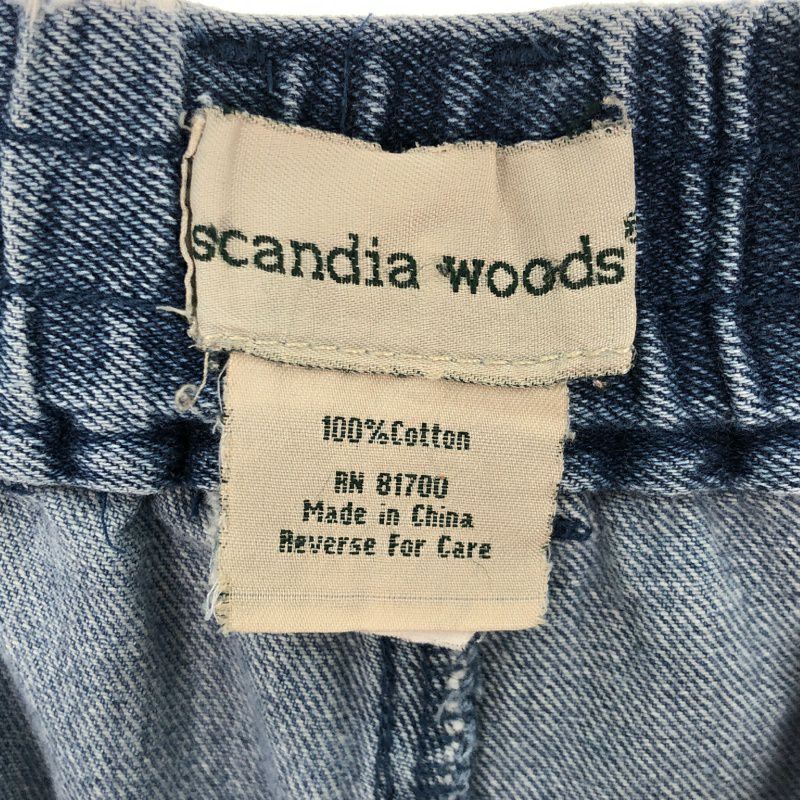 scandia woods®
100%Cotton
RN 81700
Made in China
Reverse For Care